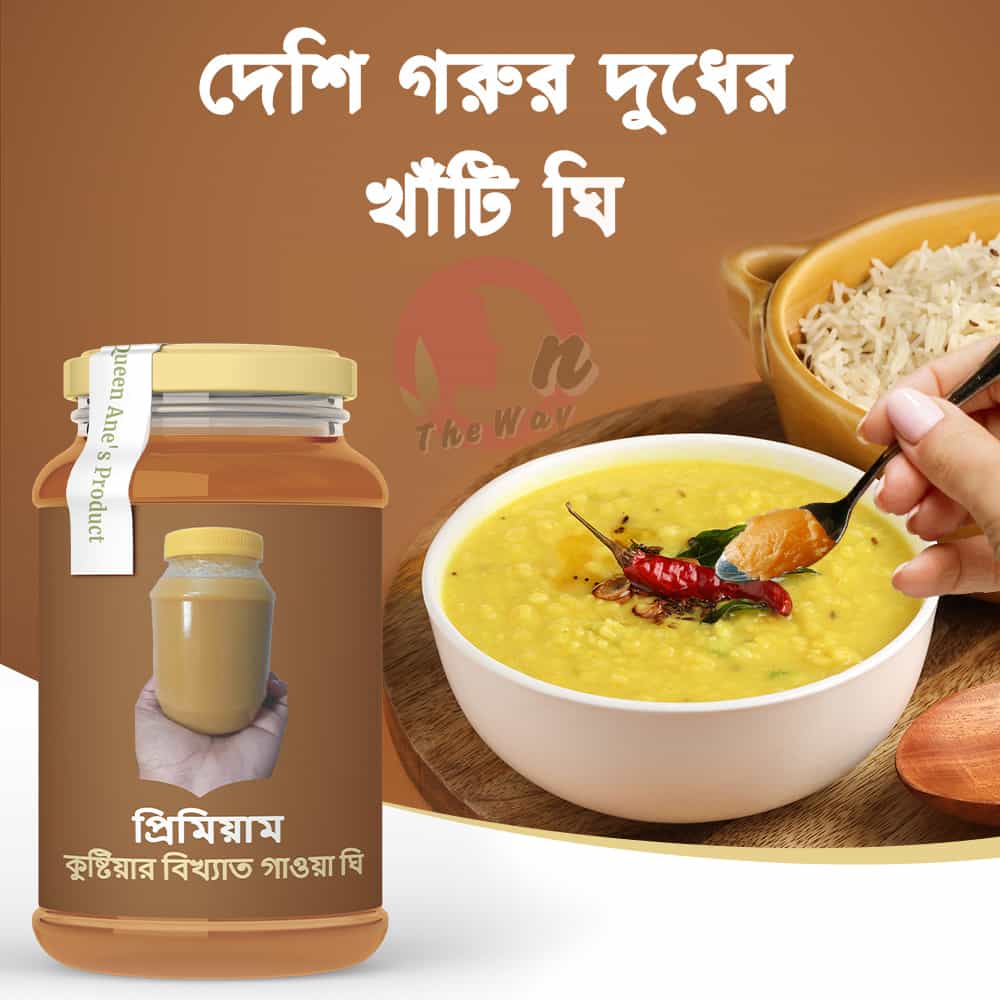 দেশি গরুর দুধের
খাঁটি ঘি
n
The Way
Queen Ane's Product
প্রিমিয়াম
কুষ্টিয়ার বিখ্যাত গাওয়া ঘি